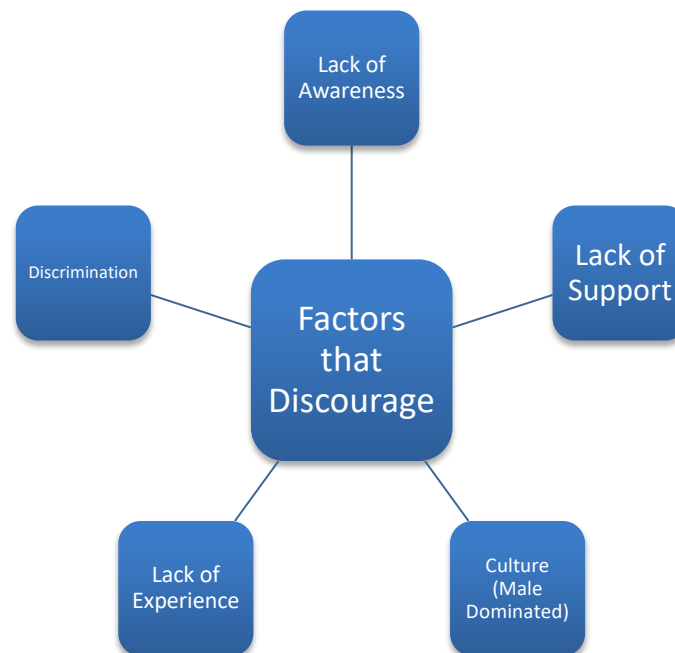 Lack of
Awareness
Discrimination
Lack of
Support
Factors
that
Discourage
Lack of
Experience
Culture
(Male
Dominated)